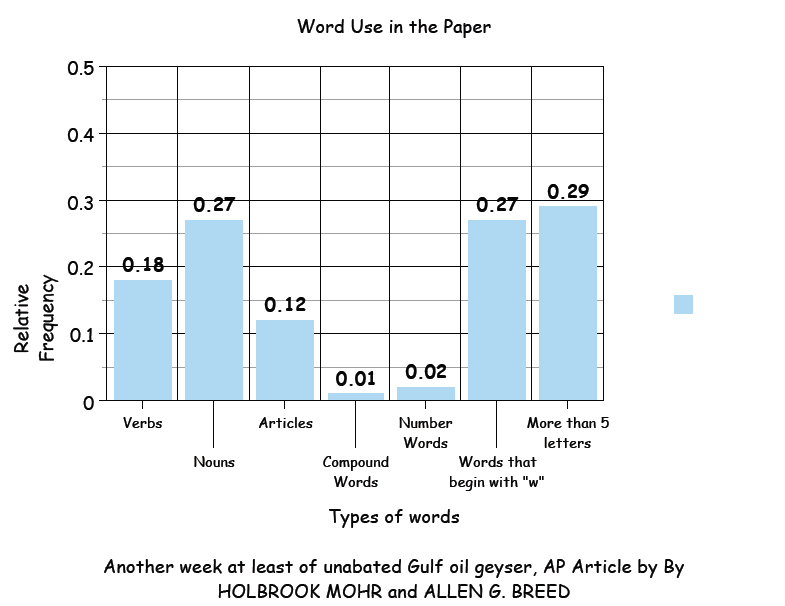 Word Use in the Paper
0.5
0.4
0.3
0.2
0.1
0
Relative
Frequency
0.18
0.27
0.12
0.01
0.02
0.27
0.29
Verbs
Nouns
Articles
Compound
Words
Number
Words
Words that
begin with "w"
More than 5
letters
Types of words
Another week at least of unabated Gulf oil geyser, AP Article by By
HOLBROOK MOHR and ALLEN G. BREED